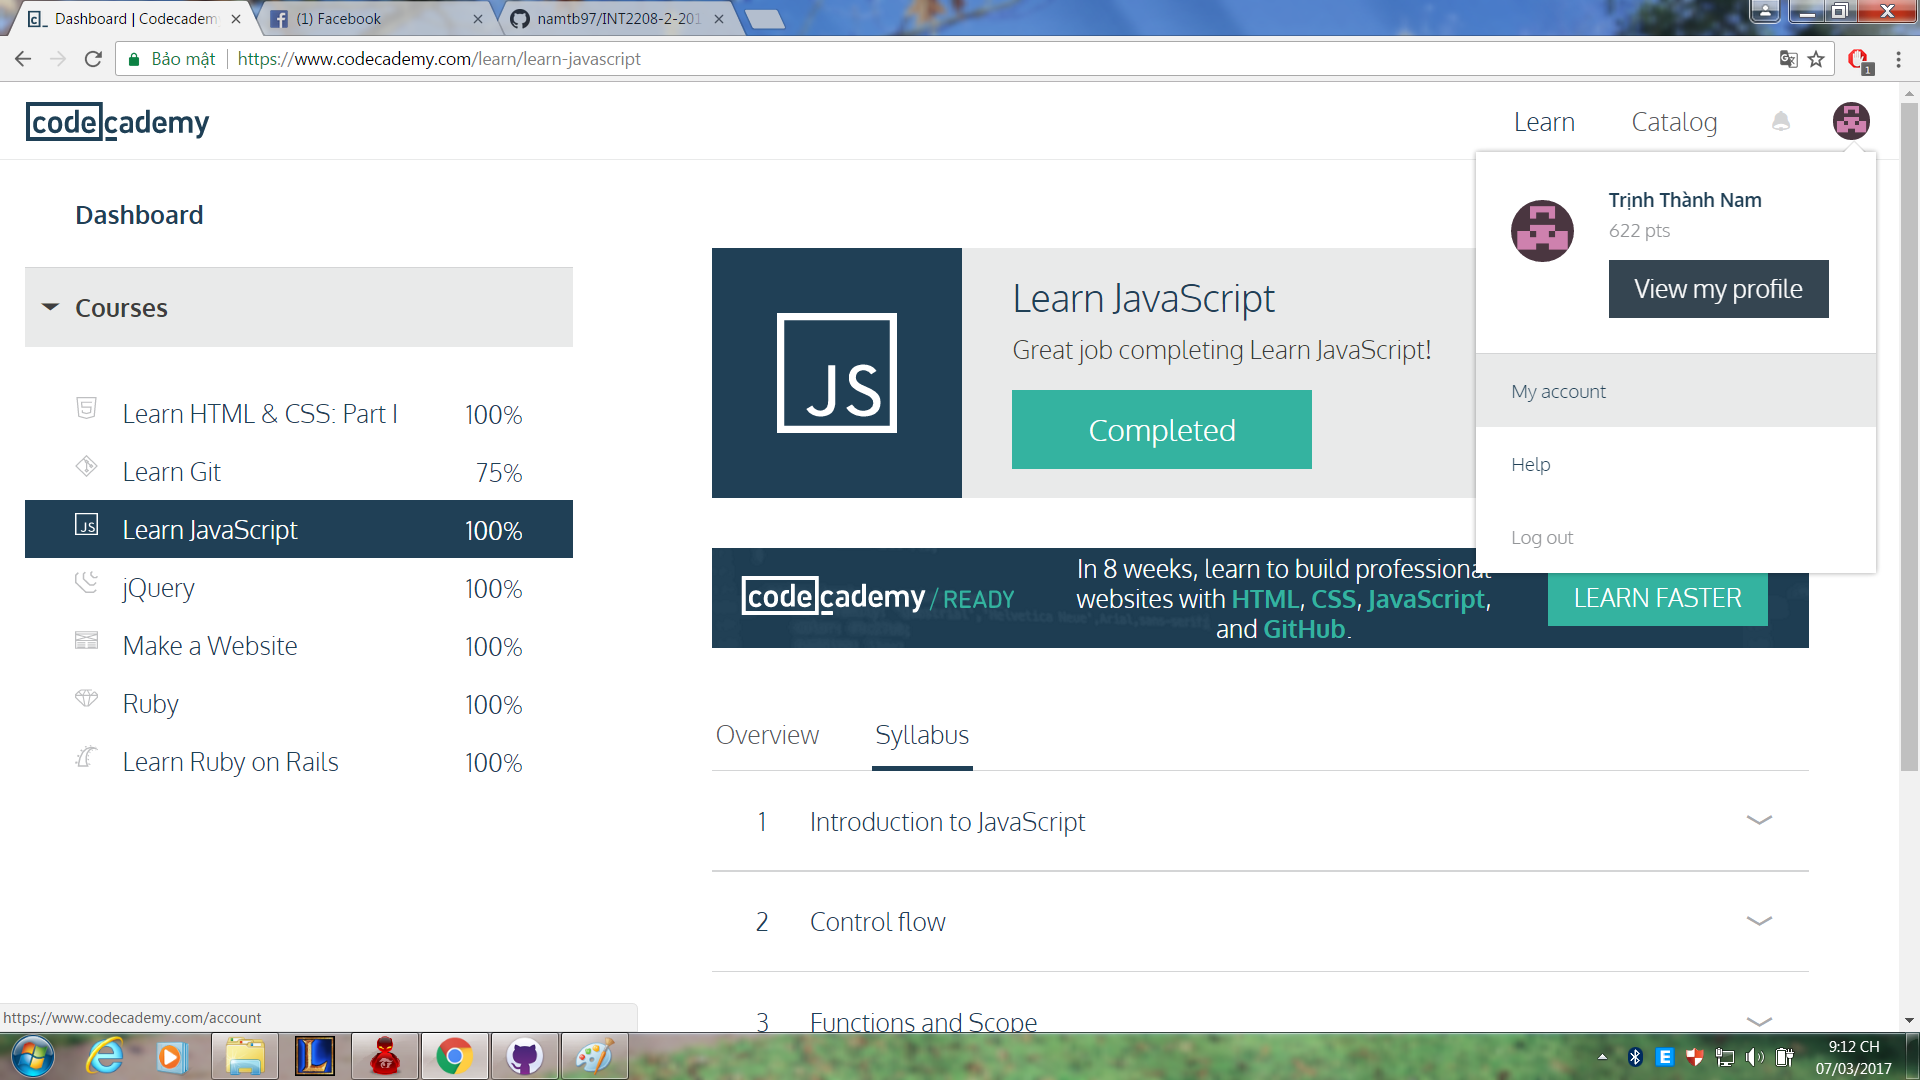 Dashboard | Codecademy
(1) Facebook
namtb97/INT2208-2-201
Bảo mật
https://www.codecademy.com/learn/learn-javascript
1
codecademy
Learn
Catalog
Trịnh Thành Nam
622 pts
View my profile
My account
Help
Log out
Dashboard
Courses
Learn HTML & CSS: Part I 100%
Learn Git 75%
JS Learn JavaScript 100%
jQuery 100%
Make a Website 100%
Ruby 100%
Learn Ruby on Rails 100%
JS
Learn JavaScript
Great job completing Learn JavaScript!
Completed
codecademy / READY
In 8 weeks, learn to build professional
websites with HTML, CSS, JavaScript,
and GitHub.
LEARN FASTER
Overview
Syllabus
1 Introduction to JavaScript
2 Control flow
3 Functions and Scope
https://www.codecademy.com/account
L
E
9:12 CH
07/03/2017